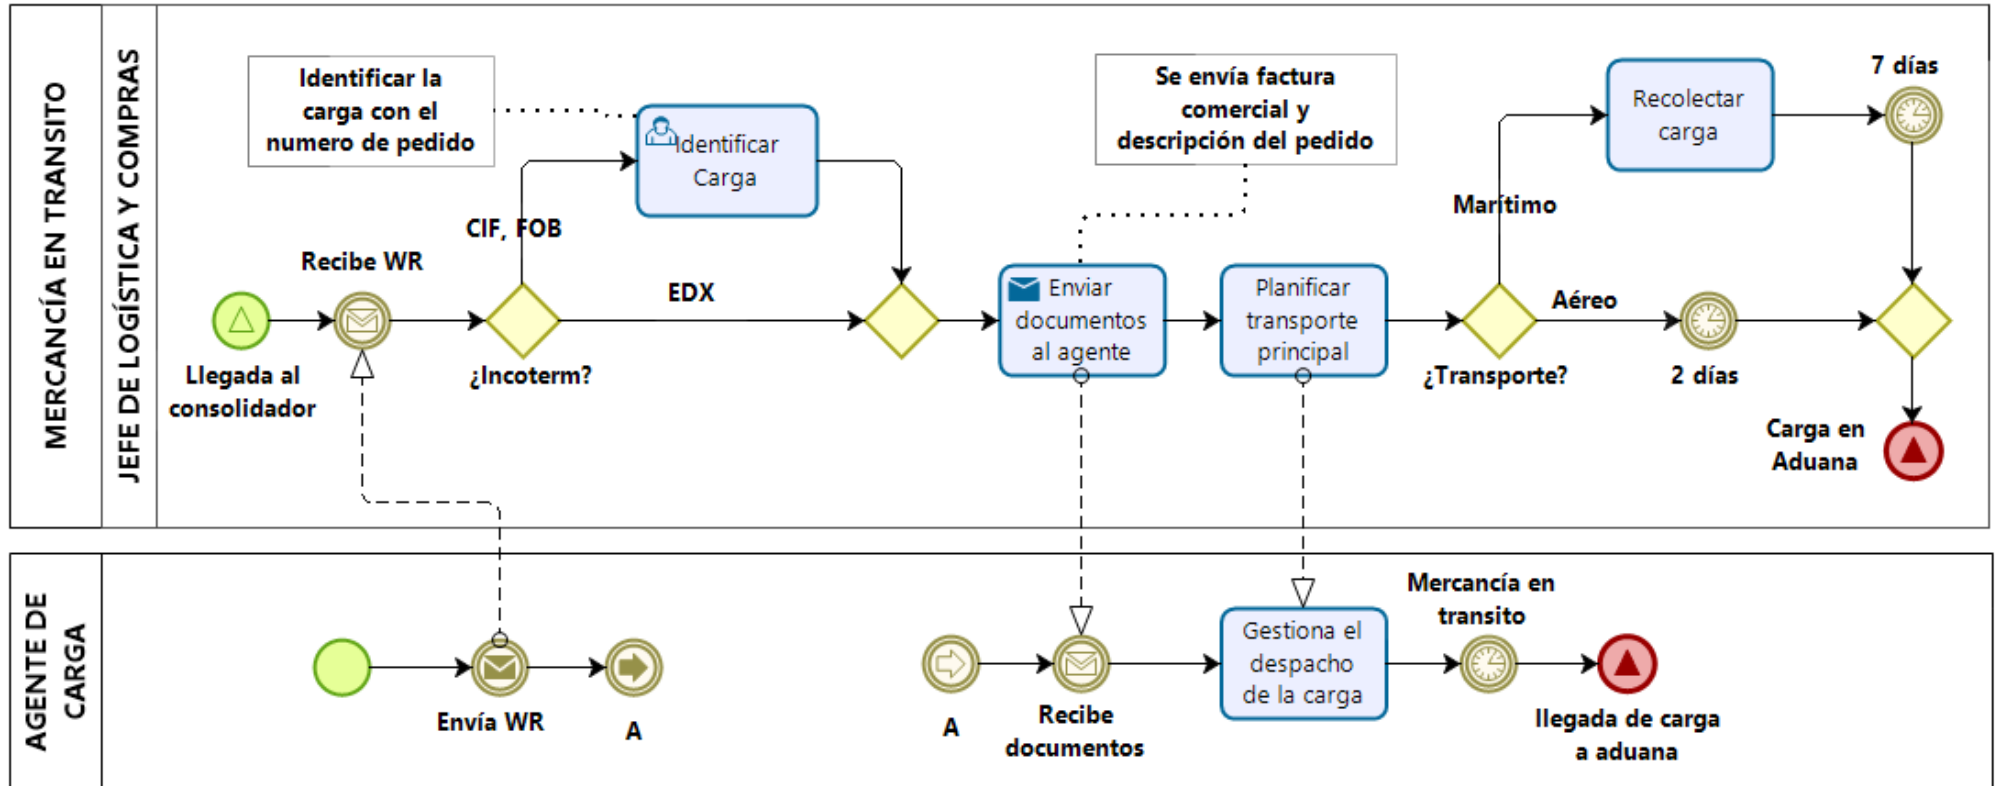 MERCANCÍA EN TRANSITO
JEFE DE LOGÍSTICA Y COMPRAS
Identificar la
carga con el
numero de pedido
Identificar
Carga
CIF, FOB
Recibe WR
EDX
Llegada al
consolidador
¿Incoterm?
Se envía factura
comercial y
descripción del pedido
Enviar
documentos
al agente
Planificar
transporte
principal
Marítimo
Recolectar
carga
7 días
Aéreo
¿Transporte?
2 días
Carga en
Aduana
AGENTE DE
CARGA
Envía WR
A
A
Recibe
documentos
Gestiona el
despacho
de la carga
Mercancía en
transito
llegada de carga
a aduana